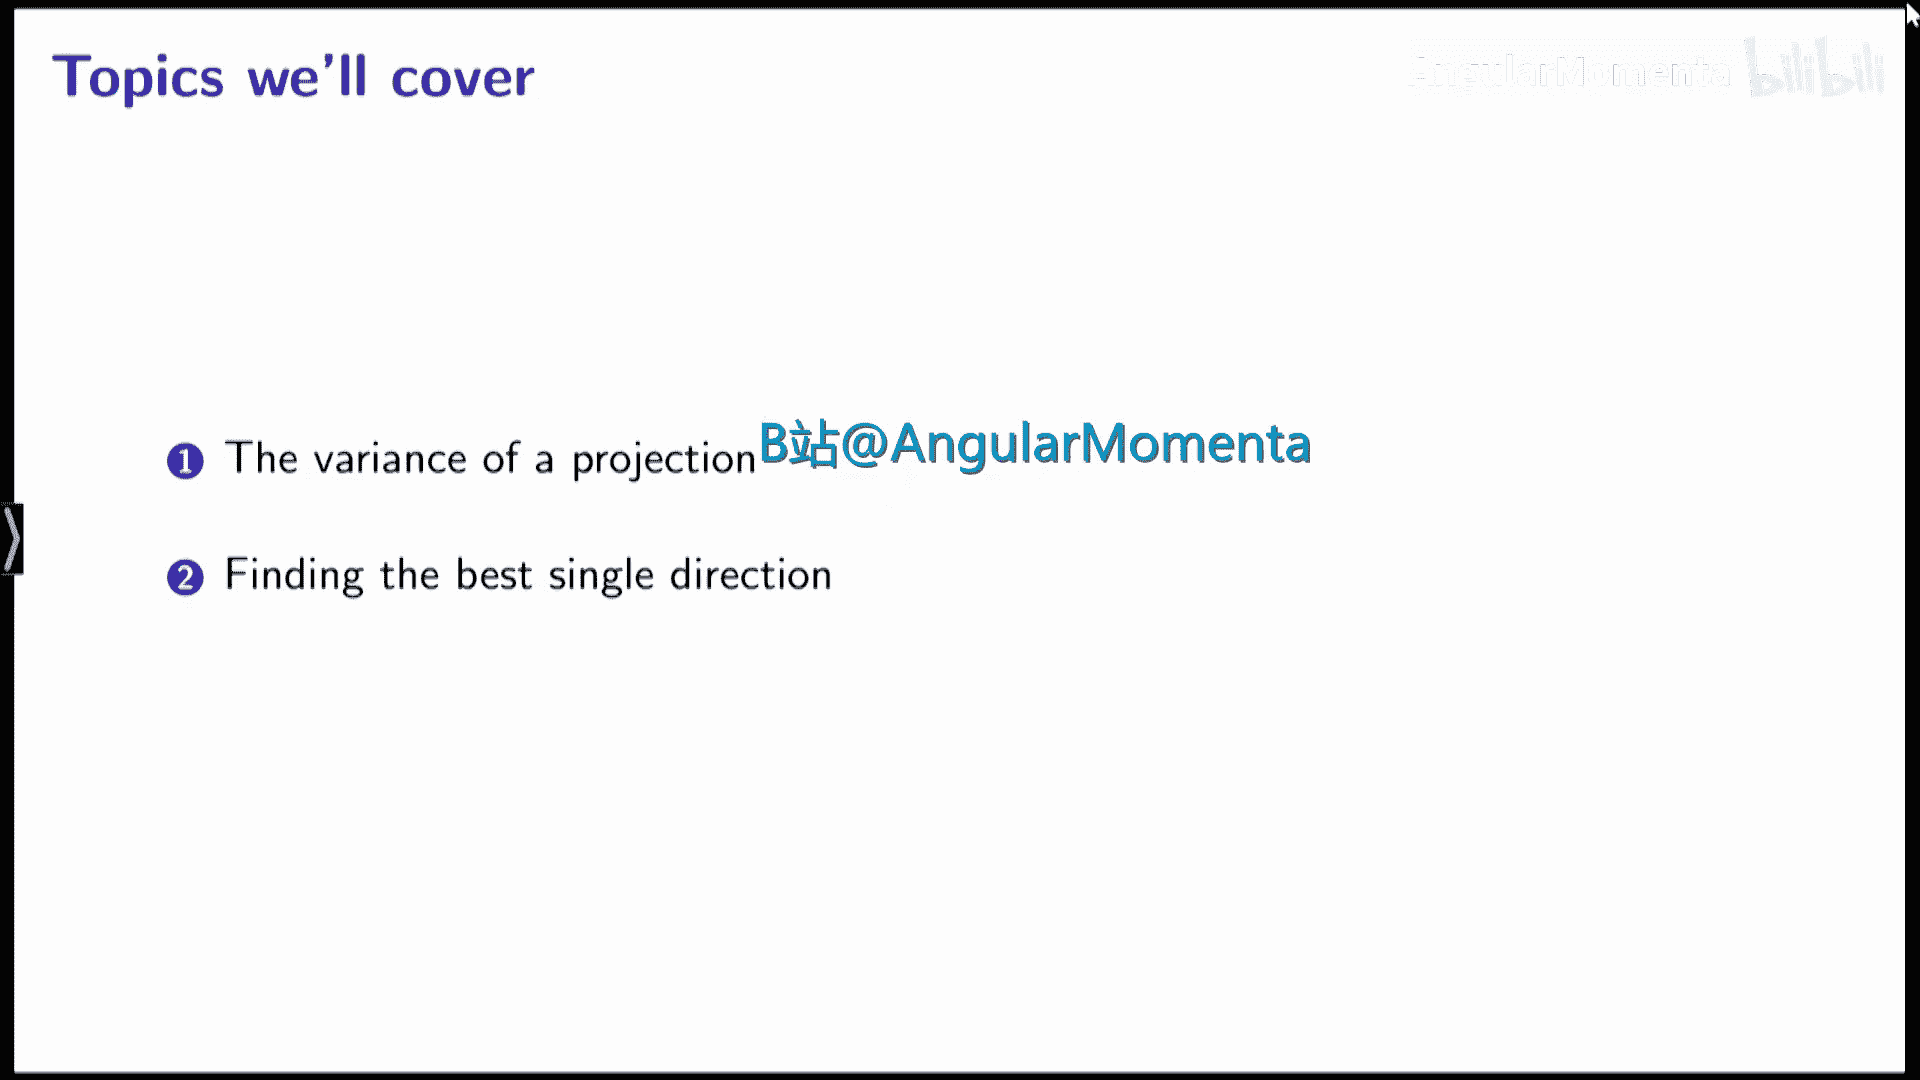 Topics we'll cover
AngularMomenta bilibili
1 The variance of a projection
B站@AngularMomenta
2 Finding the best single direction